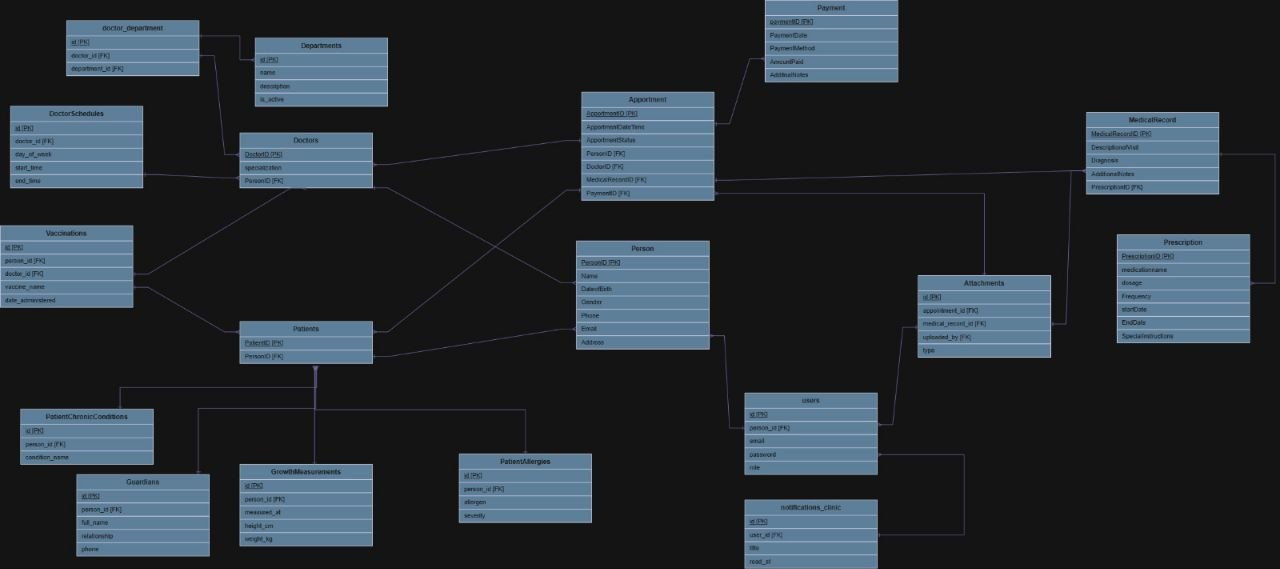 doctor_department
id [PK]
doctor_id [FK]
department_id [FK]
Departments
id [PK]
name
description
is_active
DoctorSchedules
id [PK]
doctor_id [FK]
day_of_week
start_time
end_time
Doctors
DoctorID [PK]
specialization
PersonID [FK]
Vaccinations
id [PK]
person_id [FK]
doctor_id [FK]
vaccine_name
date_administered
Patients
PatientID [PK]
PersonID [FK]
PatientChronicConditions
id [PK]
person_id [FK]
condition_name
Guardians
id [PK]
person_id [FK]
full_name
relationship
phone
GrowthMeasurements
id [PK]
person_id [FK]
measured_at
height_cm
weight_kg
PatientAllergies
id [PK]
person_id [FK]
allergen
severity
Payment
paymentID [PK]
PaymentDate
PaymentMethod
AmountPaid
AdditinalNotes
Apportment
ApportmentID [PK]
ApportmentDateTime
ApportmentStatus
PersonID [FK]
DoctorID [FK]
MedicalRecordID [FK]
PaymentID [FK]
Person
PersonID [PK]
Name
DateofBirth
Gender
Phone
Email
Address
users
id [PK]
person_id [FK]
email
password
role
notifications_clinic
id [PK]
user_id [FK]
title
read_at
Attachments
id [PK]
appointment_id [FK]
medical_record_id [FK]
uploaded_by [FK]
type
MedicalRecord
MedicalRecordID [PK]
DescriptionalVisit
Diagnosis
AdditionalNotes
PrescriptionID [FK]
Prescription
PrescriptionID [PK]
medicationname
dosage
Frequency
startDate
EndDate
SpecialInstructions